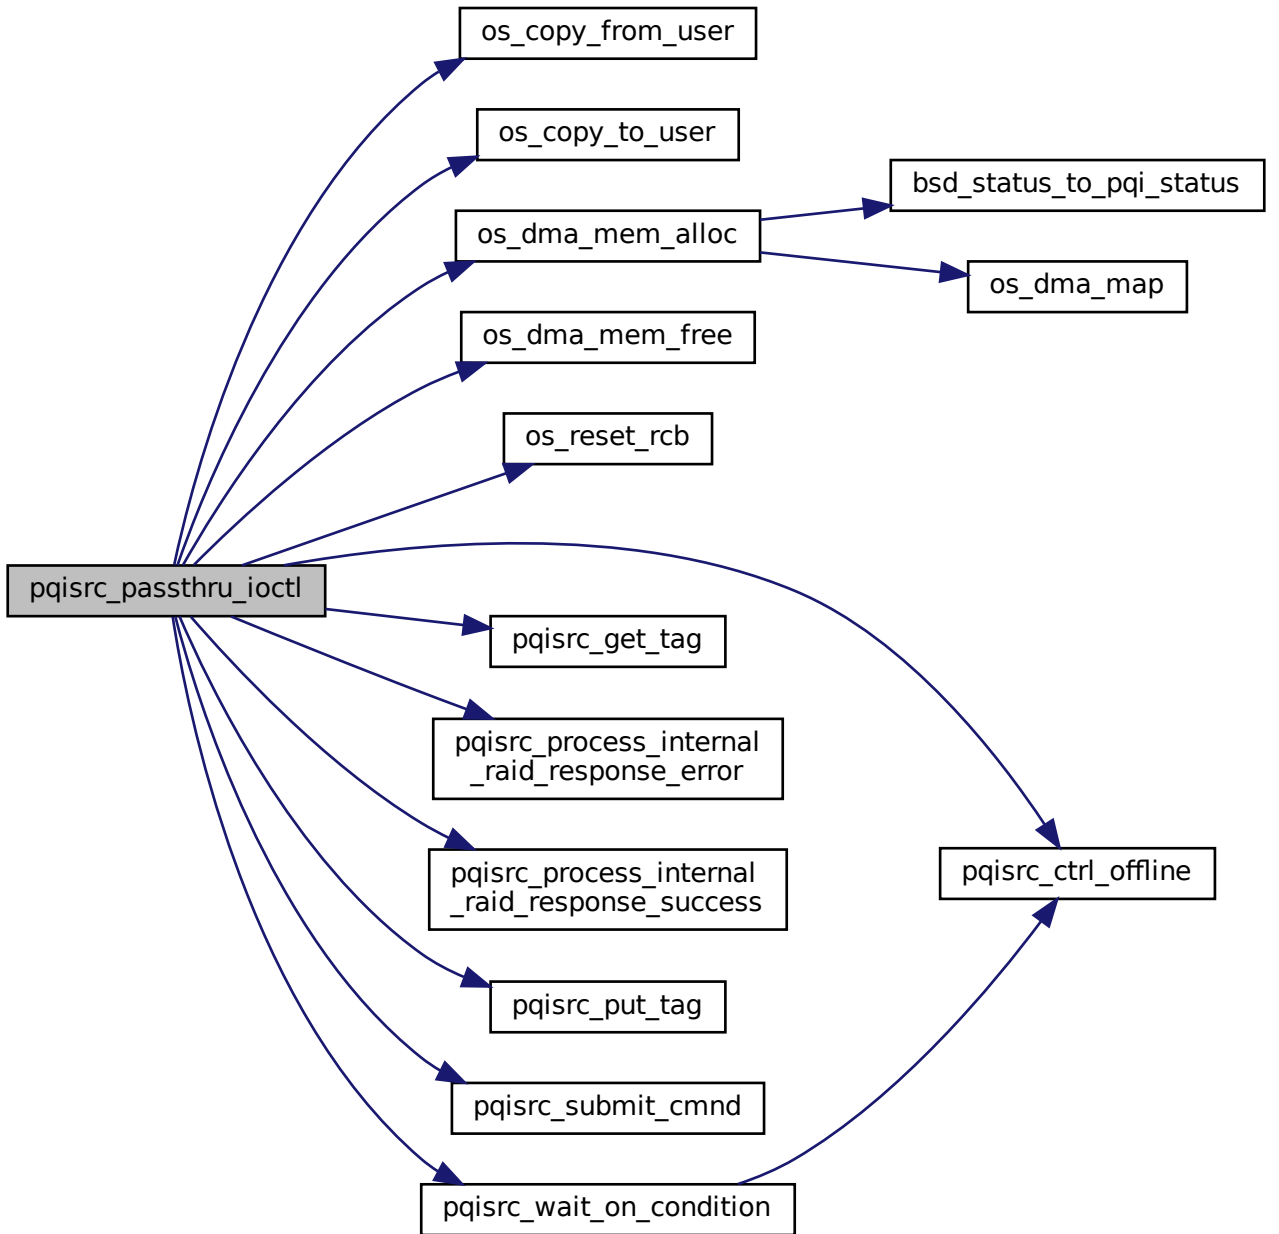 os_copy_from_user
os_copy_to_user
bsd_status_to_pqi_status
os_dma_mem_alloc
os_dma_map
os_dma_mem_free
os_reset_rcb
pqisrc_passthru_ioctl
pqisrc_get_tag
pqisrc_process_internal
_raid_response_error
pqisrc_process_internal
_raid_response_success
pqisrc_ctrl_offline
pqisrc_put_tag
pqisrc_submit_cmnd
pqisrc_wait_on_condition